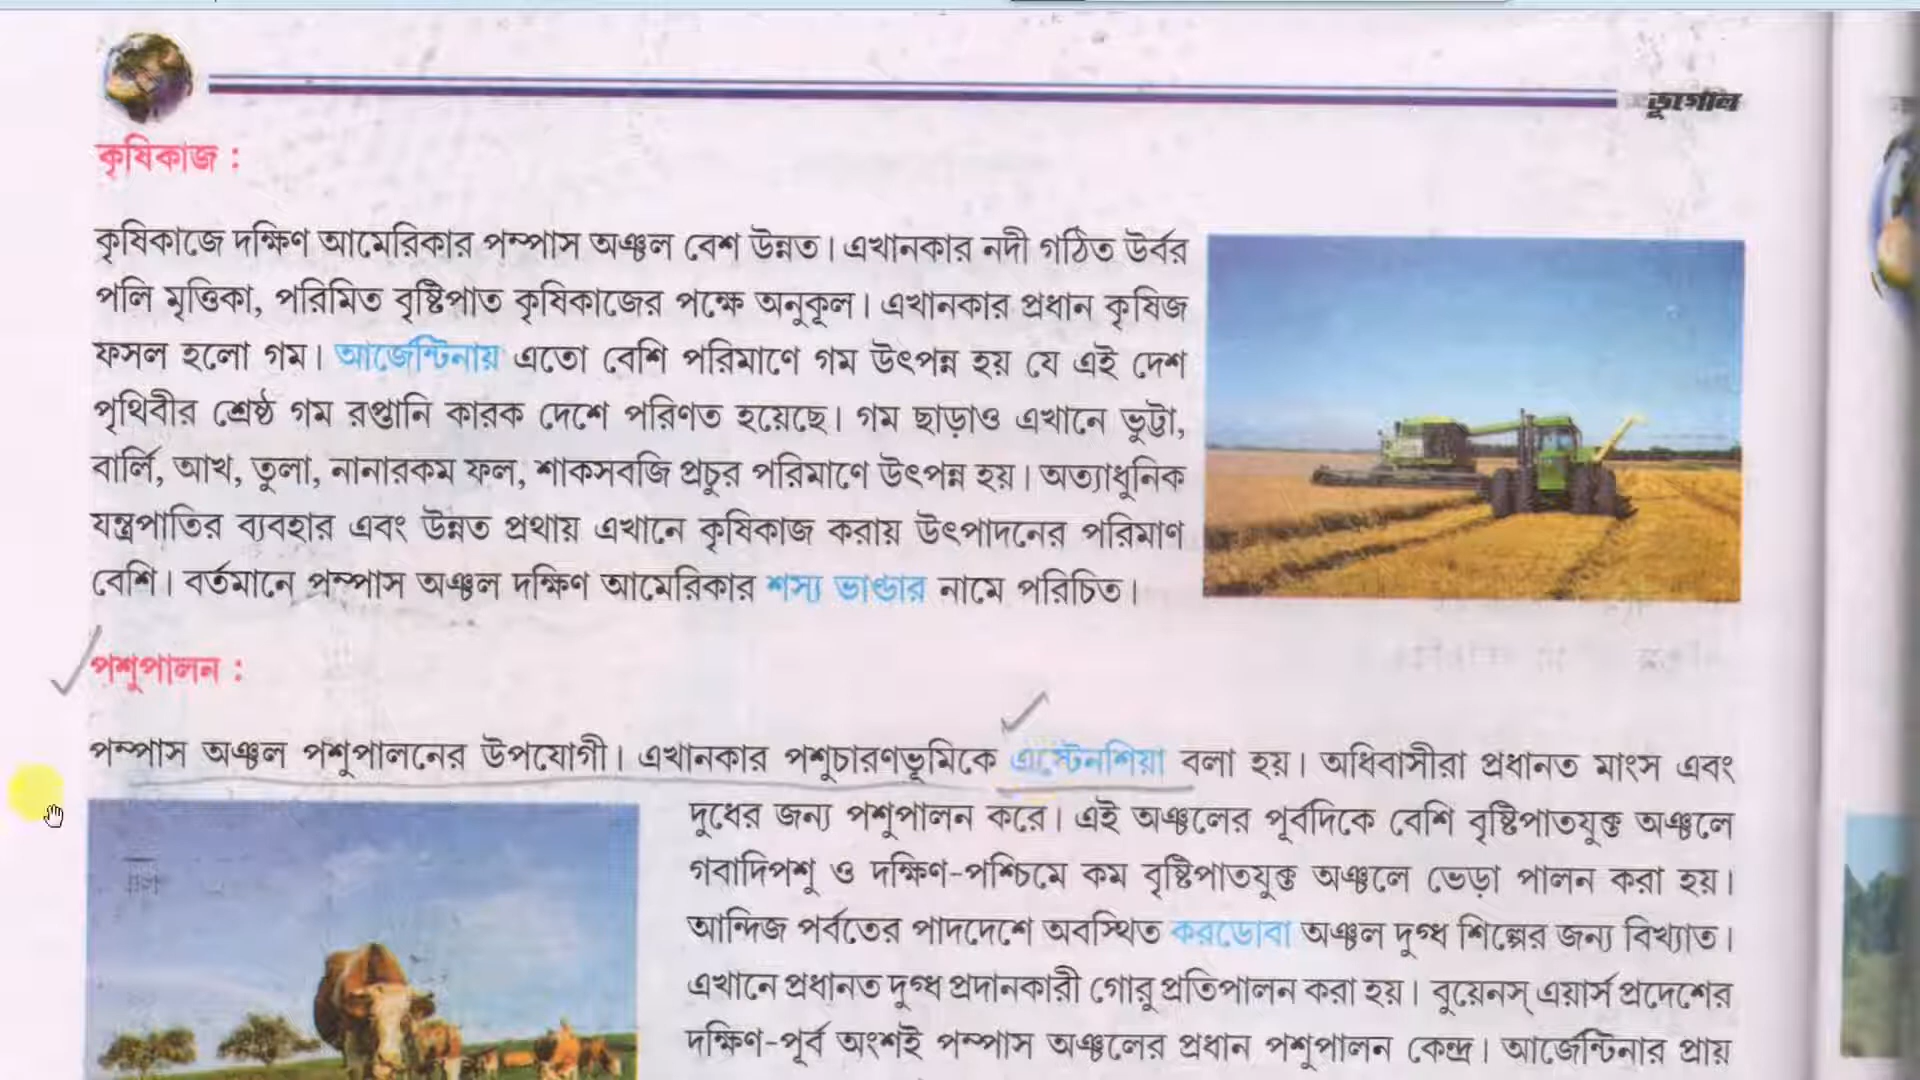 ভূগোল
কৃষিকাজ :
কৃষিকাজে দক্ষিণ আমেরিকার পম্পাস অঞ্চল বেশ উন্নত। এখানকার নদী গঠিত উর্বর
পলি মৃত্তিকা, পরিমিত বৃষ্টিপাত কৃষিকাজের পক্ষে অনুকূল। এখানকার প্রধান কৃষিজ
ফসল হলো গম। আর্জেন্টিনায় এতো বেশি পরিমাণে গম উৎপন্ন হয় যে এই দেশ
পৃথিবীর শ্রেষ্ঠ গম রপ্তানি কারক দেশে পরিণত হয়েছে। গম ছাড়াও এখানে ভুট্টা,
বার্লি, আখ, তুলা, নানারকম ফল, শাকসবজি প্রচুর পরিমাণে উৎপন্ন হয়। অত্যাধুনিক
যন্ত্রপাতির ব্যবহার এবং উন্নত প্রথায় এখানে কৃষিকাজ করায় উৎপাদনের পরিমাণ
বেশি। বর্তমানে পম্পাস অঞ্চল দক্ষিণ আমেরিকার শস্য ভাণ্ডার নামে পরিচিত।
পশুপালন :
পম্পাস অঞ্চল পশুপালনের উপযোগী। এখানকার পশুচারণভূমিকে এস্টেনশিয়া বলা হয়। অধিবাসীরা প্রধানত মাংস এবং
দুধের জন্য পশুপালন করে। এই অঞ্চলের পূর্বদিকে বেশি বৃষ্টিপাতযুক্ত অঞ্চলে
গবাদিপশু ও দক্ষিণ-পশ্চিমে কম বৃষ্টিপাতযুক্ত অঞ্চলে ভেড়া পালন করা হয়।
আন্দিজ পর্বতের পাদদেশে অবস্থিত করডোবা অঞ্চল দুগ্ধ শিল্পের জন্য বিখ্যাত।
এখানে প্রধানত দুগ্ধ প্রদানকারী গোরু প্রতিপালন করা হয়। বুয়েনস্ এয়ার্স প্রদেশের
দক্ষিণ-পূর্ব অংশই পম্পাস অঞ্চলের প্রধান পশুপালন কেন্দ্র। আর্জেন্টিনার প্রায়